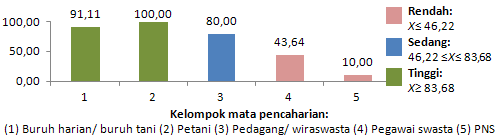 91,11 100,00 80,00 43,64 10,00
100,00
50,00
0,00
1 2 3 4 5
Rendah:
X≤ 46,22
Sedang:
46,22 ≤X≤ 83,68
Tinggi:
X≥ 83,68
Kelompok mata pencaharian:
(1) Buruh harian/ buruh tani (2) Petani (3) Pedagang/ wiraswasta (4) Pegawai swasta (5) PNS